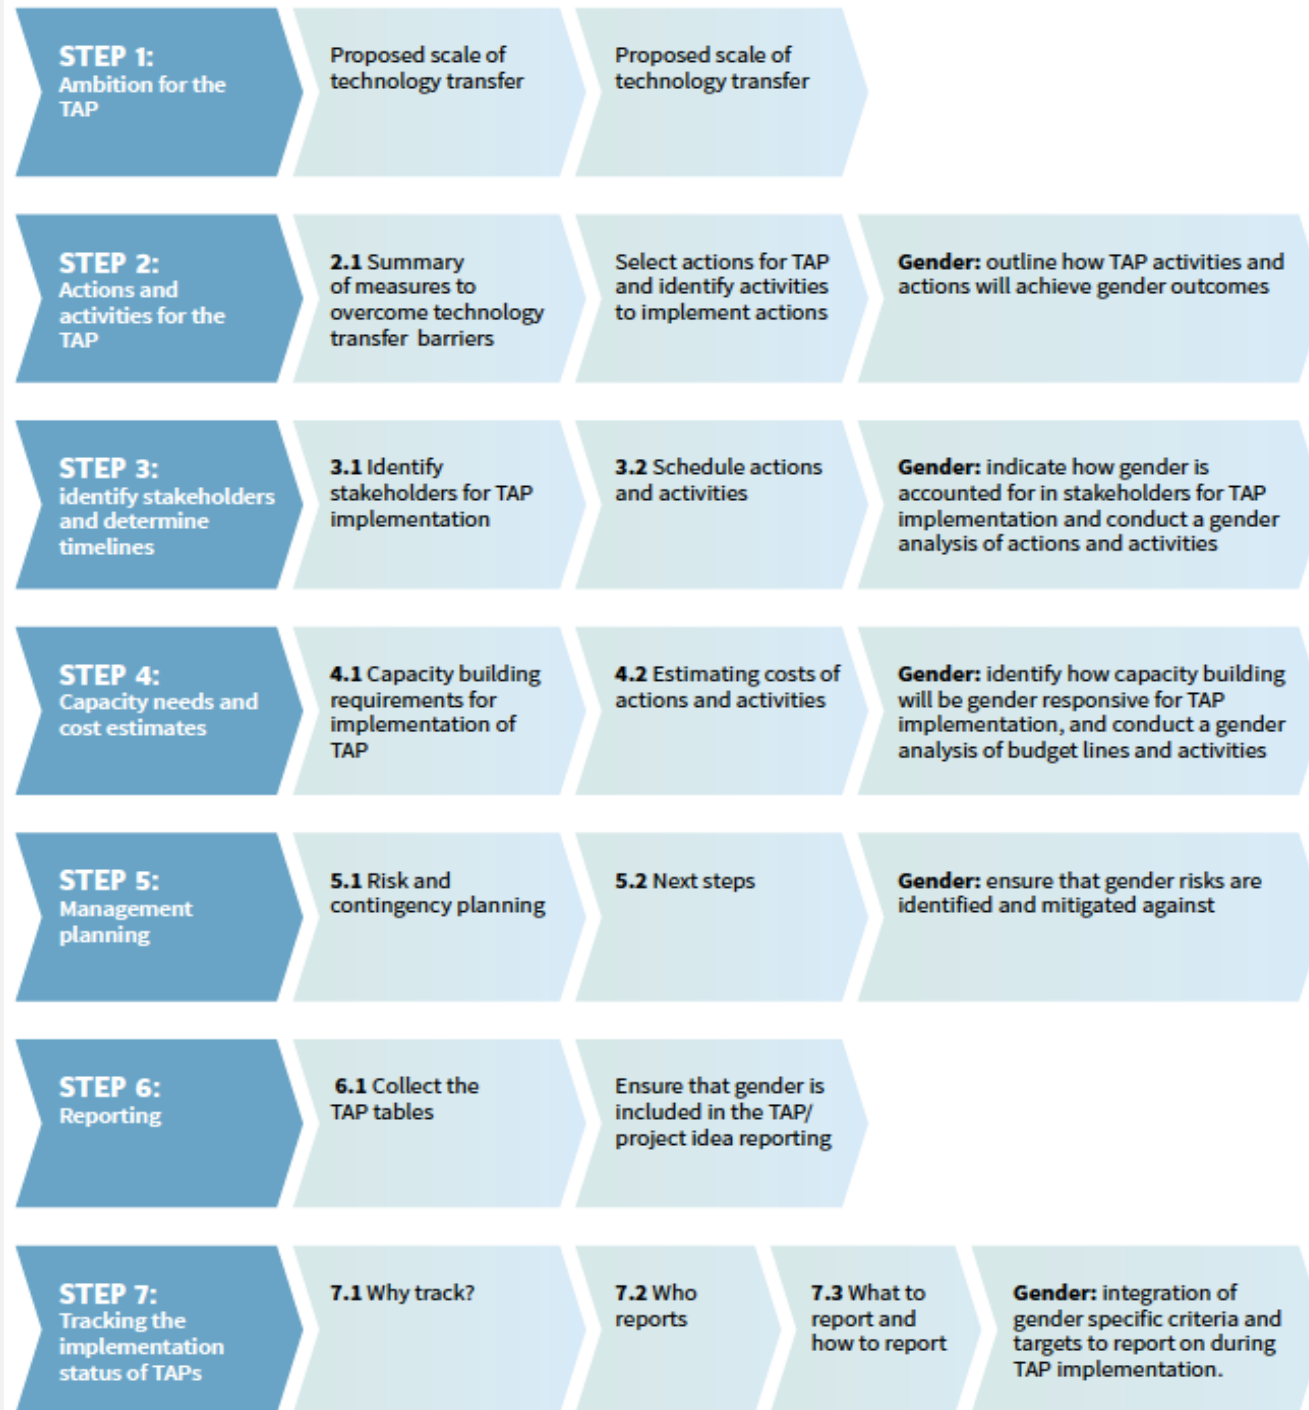 STEP 1:
Ambition for the
TAP
Proposed scale of
technology transfer
Proposed scale of
technology transfer
STEP 2:
Actions and
activities for the
TAP
2.1 Summary
of measures to
overcome technology
transfer barriers
Select actions for TAP
and identify activities
to implement actions
Gender: outline how TAP activities and
actions will achieve gender outcomes
STEP 3:
identify stakeholders
and determine
timelines
3.1 Identify
stakeholders for TAP
implementation
3.2 Schedule actions
and activities
Gender: indicate how gender is
accounted for in stakeholders for TAP
implementation and conduct a gender
analysis of actions and activities
STEP 4:
Capacity needs and
cost estimates
4.1 Capacity building
requirements for
implementation of
TAP
4.2 Estimating costs of
actions and activities
Gender: identify how capacity building
will be gender responsive for TAP
implementation, and conduct a gender
analysis of budget lines and activities
STEP 5:
Management
planning
5.1 Risk and
contingency planning
5.2 Next steps
Gender: ensure that gender risks are
identified and mitigated against
STEP 6:
Reporting
6.1 Collect the
TAP tables
Ensure that gender is
included in the TAP/
project idea reporting
STEP 7:
Tracking the
implementation
status of TAPs
7.1 Why track?
7.2 Who
reports
7.3 What to
report and
how to report
Gender: integration of
gender specific criteria and
targets to report on during
TAP implementation.